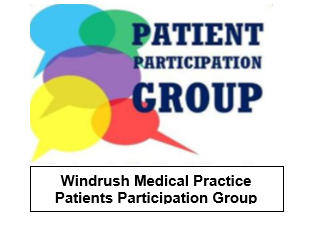 PATIENT
PARTICIPATION
GROUP
Windrush Medical Practice
Patients Participation Group